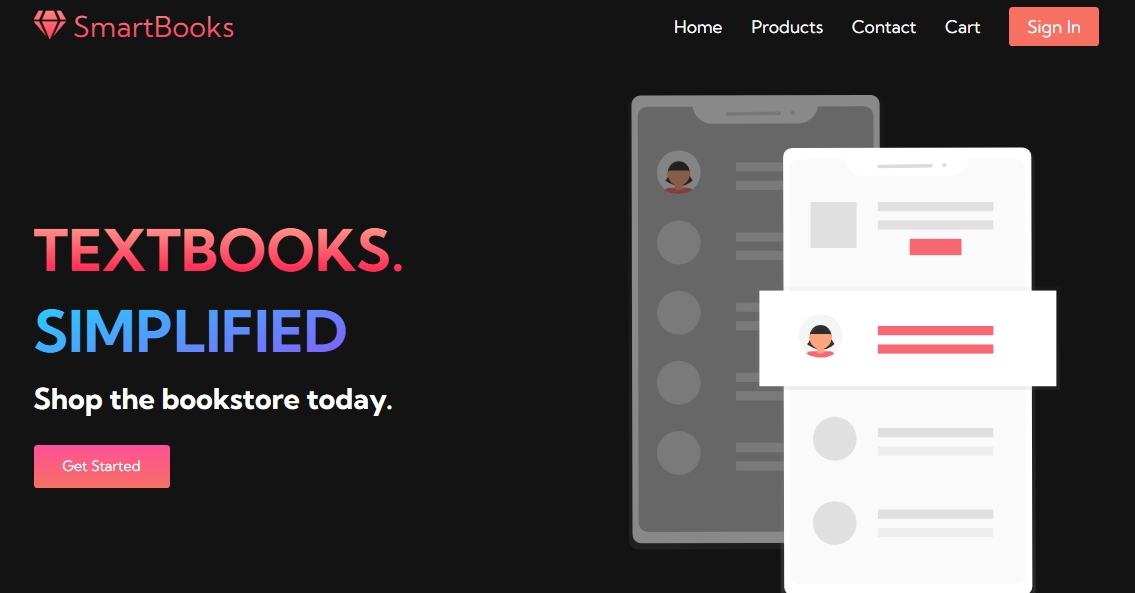 SmartBooks
Home Products Contact Cart Sign In
TEXTBOOKS.
SIMPLIFIED
Shop the bookstore today.
Get Started